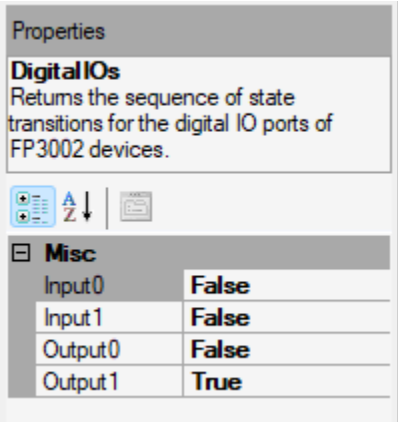 Properties
DigitalIOs
Returns the sequence of state
transitions for the digital IO ports of
FP3002 devices.
A
Z
Misc
Input0 False
Input1 False
Output0 False
Output1 True